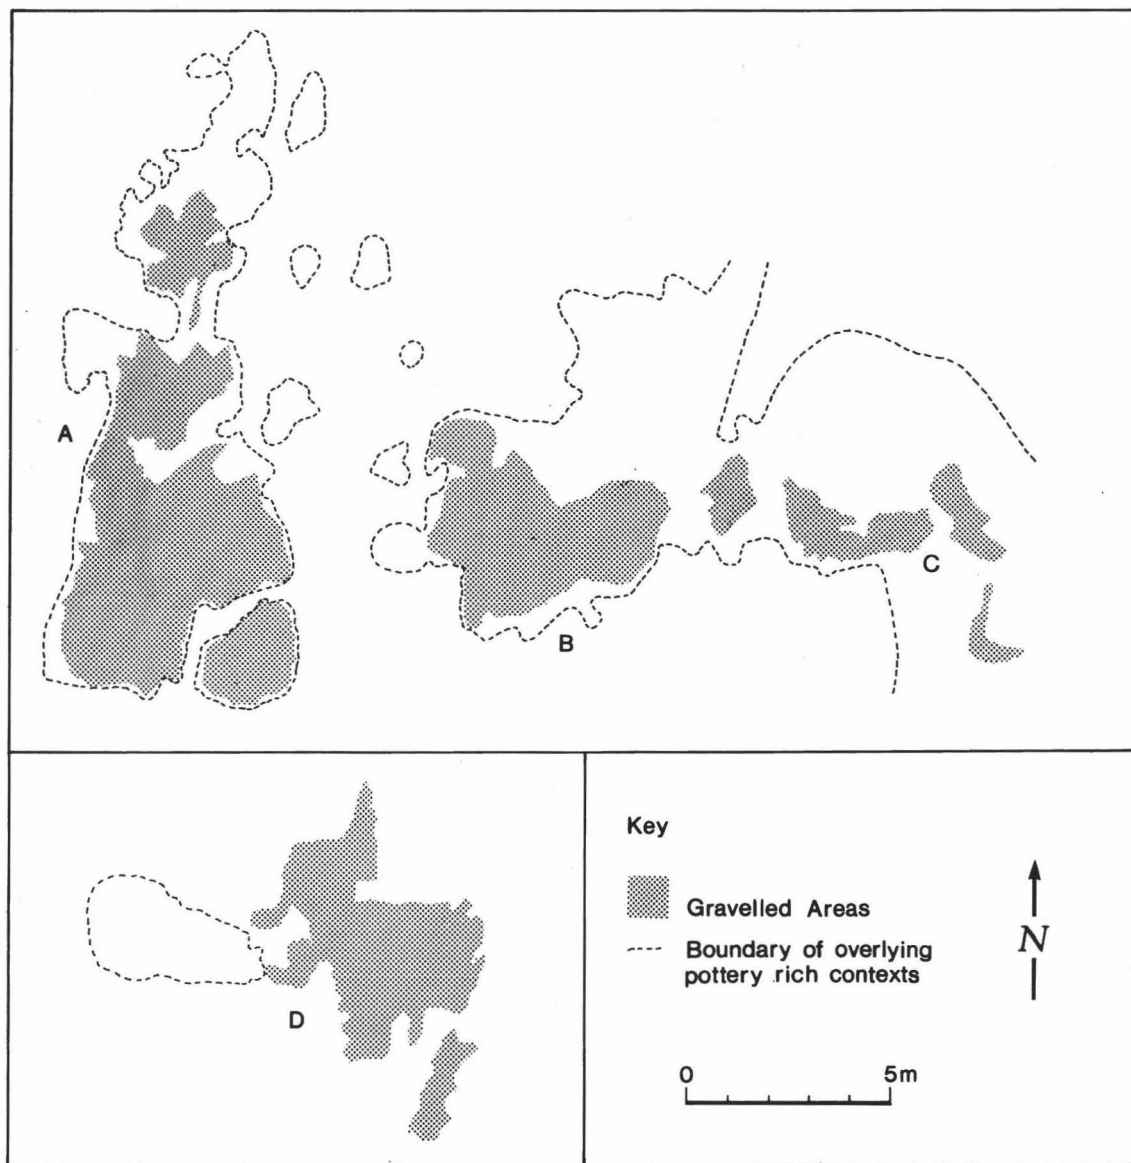 A
B
C
D
Key
Gravelled Areas
Boundary of overlying
pottery rich contexts
N
0 5m